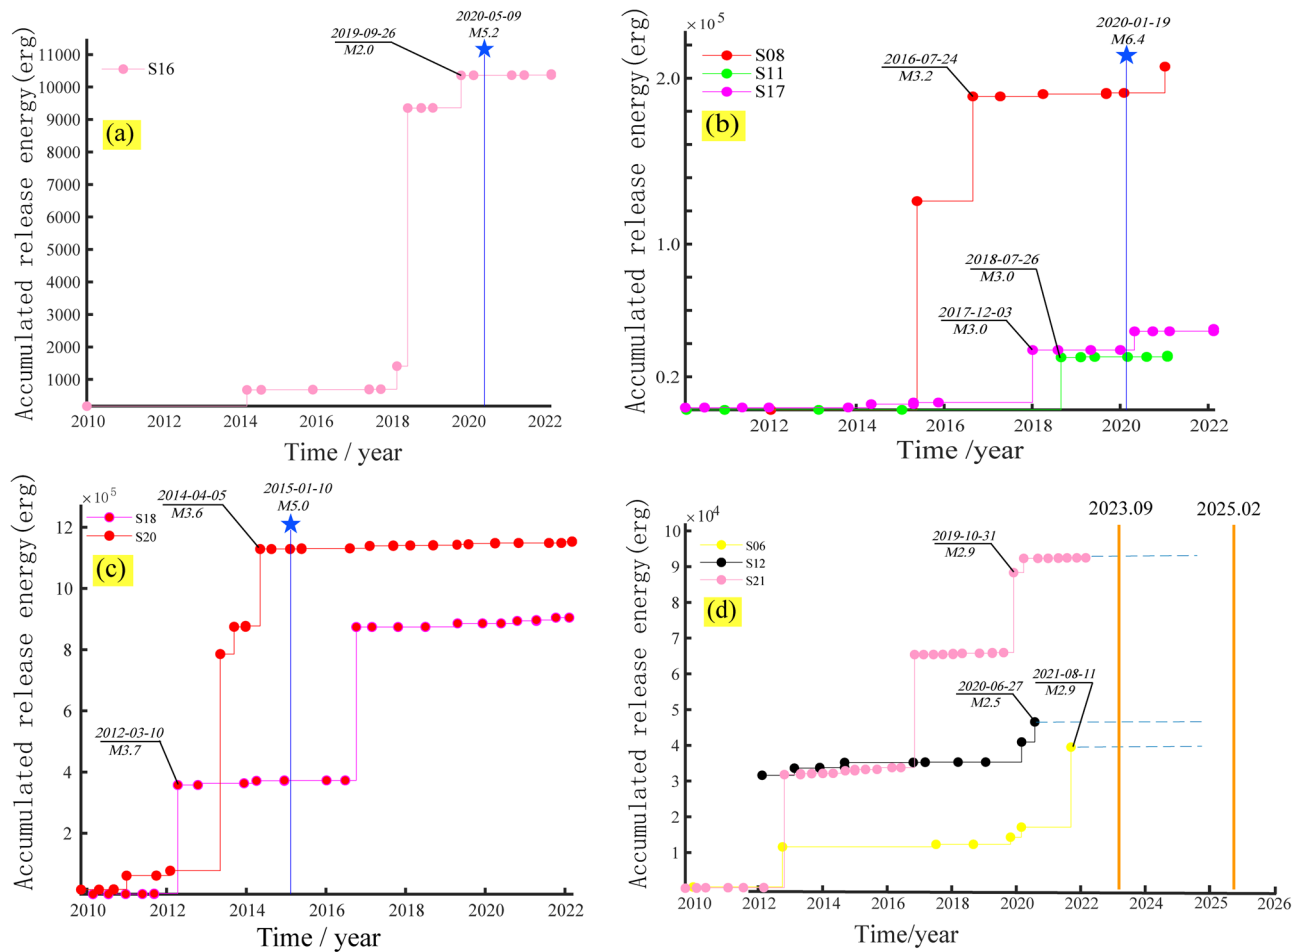 (a)
Accumulated release energy(erg)
11000
10000
9000
8000
7000
6000
5000
4000
3000
2000
1000
S16
2019-09-26
M2.0
2020-05-09
M5.2
2010 2012 2014 2016 2018 2020 2022
Time / year
(b)
Accumulated release energy(erg)
×10⁵
2.0
1.0
0.2
S08
S11
S17
2016-07-24
M3.2
2020-01-19
M6.4
2018-07-26
M3.0
2017-12-03
M3.0
2012 2014 2016 2018 2020 2022
Time /year
(c)
Accumulated release energy(erg)
×10⁵
12
10
8
6
4
2
S18
S20
2014-04-05
M3.6
2015-01-10
M5.0
2012-03-10
M3.7
2010 2012 2014 2016 2018 2020 2022
Time / year
(d)
Accumulated release energy(erg)
×10⁴
10
9
8
7
6
5
4
3
2
1
S06
S12
S21
2019-10-31
M2.9
2020-06-27
M2.5
2021-08-11
M2.9
2023.09
2025.02
2010 2012 2014 2016 2018 2020 2022 2024 2025 2026
Time/year